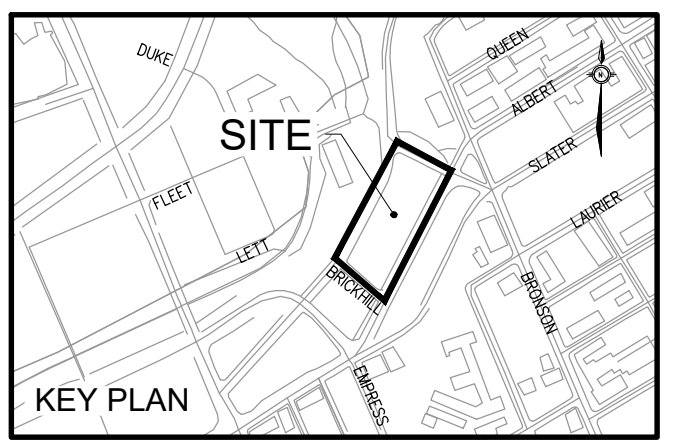 DUKE
QUEEN
N
ALBERT
SITE
SLATER
FLEET
LAURIER
LETT
BRICKHILL
BRONSON
EMPRESS
KEY PLAN